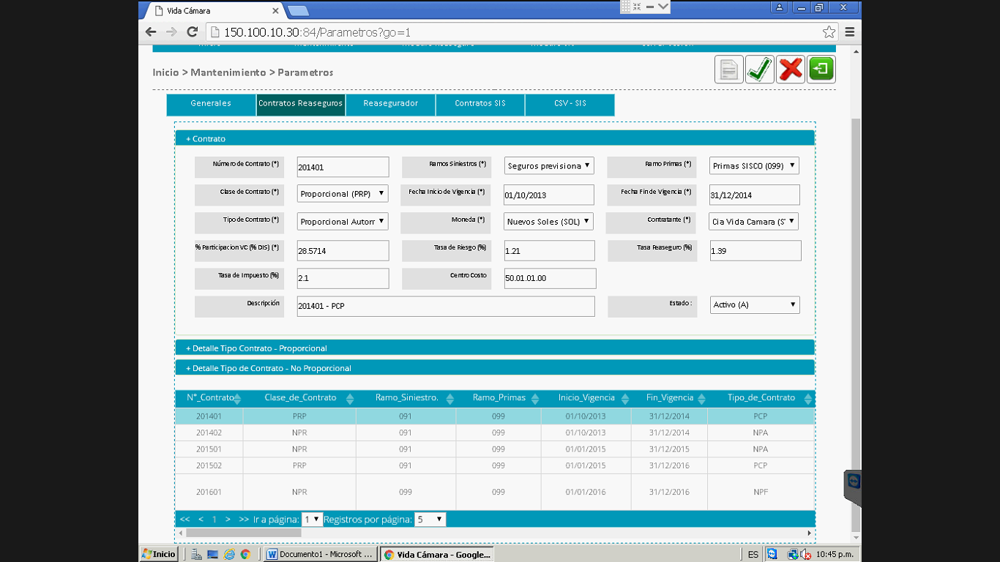 Vida Cámara
150.100.10.30:84/Parametros?go=1
Inicio > Mantenimiento > Parametros
Generales Contratos Reaseguros Reasegurador Contratos SIS CSV - SIS
+ Contrato
Número de Contrato (*) 201401 Ramos Siniestros (*) Seguros previsiona Ramo Primas (*) Primas SISCO (099)
Clase de Contrato (*) Proporcional (PRP) Fecha Inicio de Vigencia (*) 01/10/2013 Fecha Fin de Vigencia (*) 31/12/2014
Tipo de Contrato (*) Proporcional Autom Moneda (*) Nuevos Soles (SOL) Contratante (*) Cia Vida Camara (S
% Participacion VC (% DIS) (*) 28.5714 Tasa de Riesgo (%) 1.21 Tasa Reaseguro (%) 1.39
Tasa de Impuesto (%) 2.1 Centro Costo 50.01.01.00
Descripción 201401 - PCP Estado : Activo (A)
+ Detalle Tipo Contrato - Proporcional
+ Detalle Tipo de Contrato - No Proporcional
N°_Contrato Clase_de_Contrato Ramo_Siniestro. Ramo_Primas Inicio_Vigencia Fin_Vigencia Tipo_de_Contrato
201401 PRP 091 099 01/10/2013 31/12/2014 PCP
201402 NPR 091 099 01/10/2013 31/12/2014 NPA
201501 NPR 091 099 01/01/2015 31/12/2015 NPA
201502 PRP 091 099 01/01/2015 31/12/2016 PCP
201601 NPR 099 099 01/01/2016 31/12/2016 NPF
<< < 1 > >> Ir a página: 1 Registros por página: 5
Inicio Documento1 - Microsoft ... Vida Cámara - Google... ES 10:45 p.m.